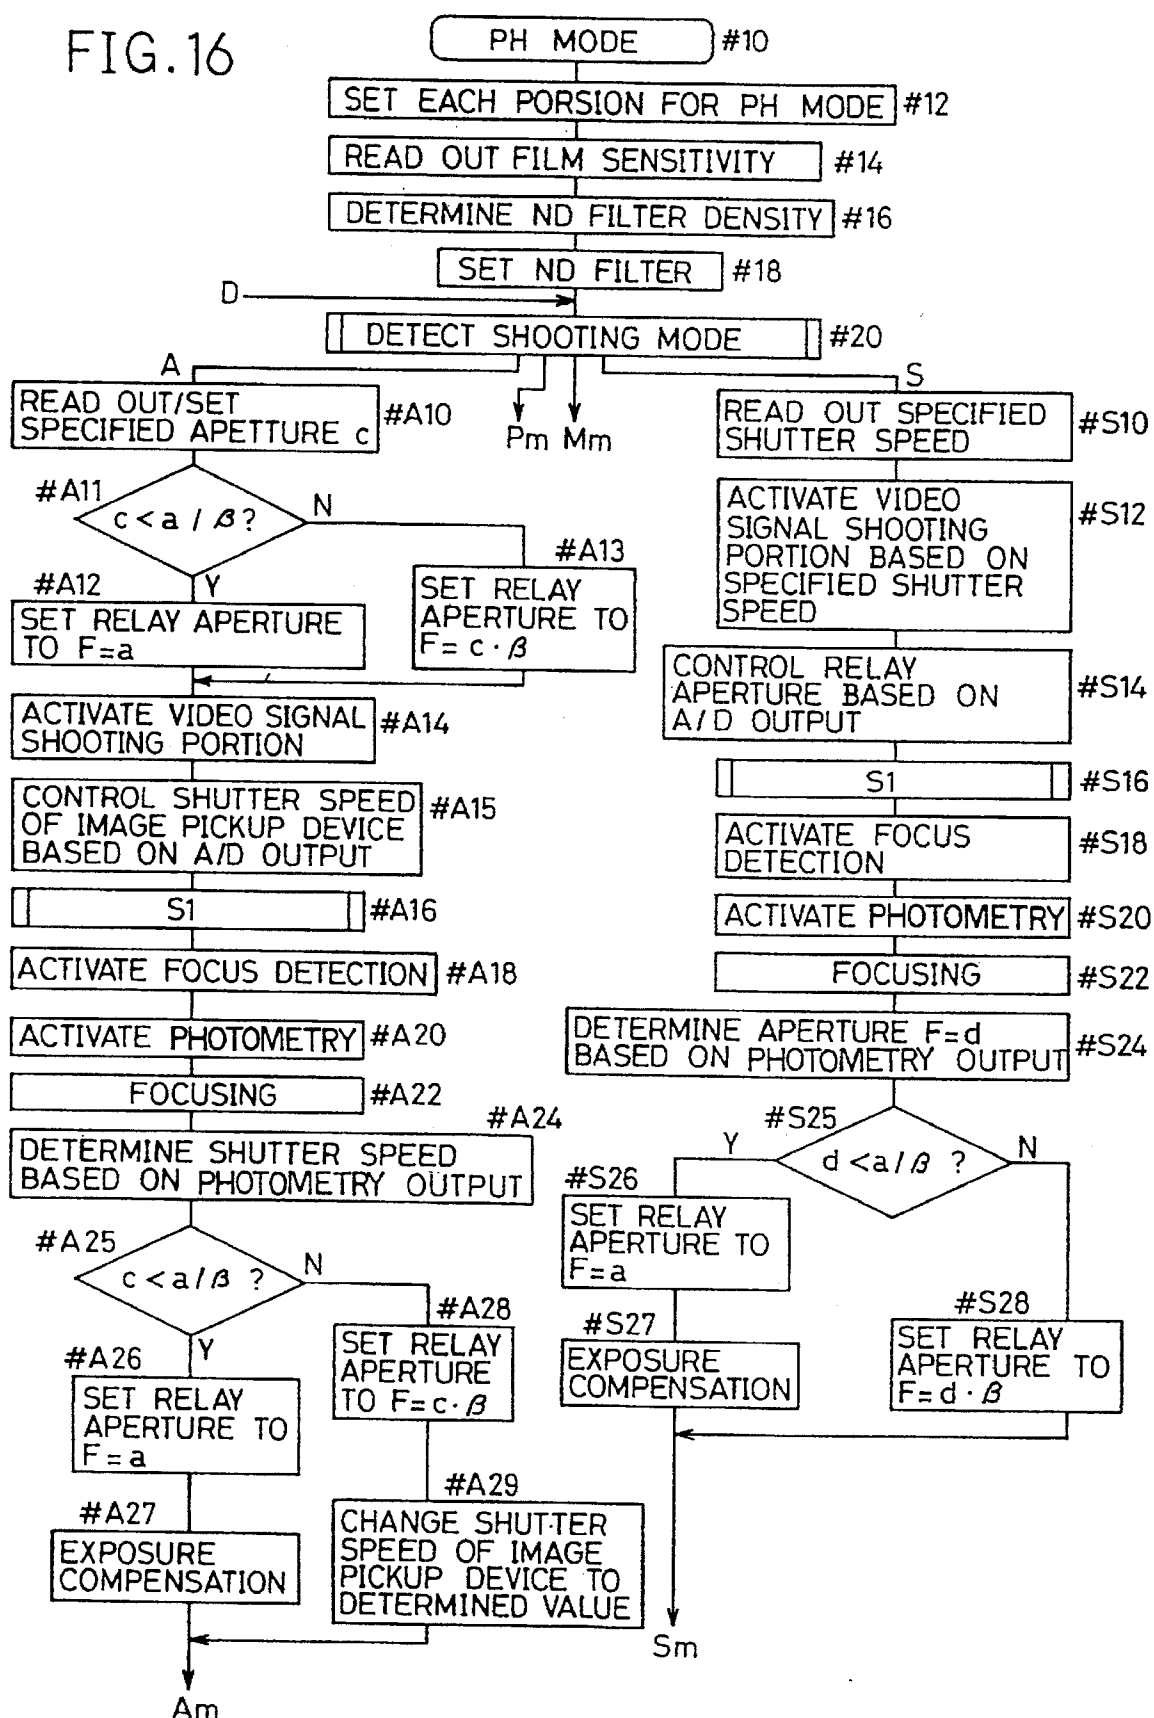 FIG.16
PH MODE #10
SET EACH PORSION FOR PH MODE #12
READ OUT FILM SENSITIVITY #14
DETERMINE ND FILTER DENSITY #16
SET ND FILTER #18
D
DETECT SHOOTING MODE #20
A
Pm Mm
S
READ OUT/SET
SPECIFIED APETTURE c
#A10
#A11
c < a / β ?
N
Y
#A12
SET RELAY APERTURE
TO F=a
#A13
SET RELAY
APERTURE TO
F= c · β
ACTIVATE VIDEO SIGNAL
SHOOTING PORTION
#A14
CONTROL SHUTTER SPEED
OF IMAGE PICKUP DEVICE
BASED ON A/D OUTPUT
#A15
S1 #A16
ACTIVATE FOCUS DETECTION #A18
ACTIVATE PHOTOMETRY #A20
FOCUSING #A22
#A24
DETERMINE SHUTTER SPEED
BASED ON PHOTOMETRY OUTPUT
#A25
c < a / β ?
N
Y
#A26
SET RELAY
APERTURE TO
F = a
#A27
EXPOSURE
COMPENSATION
#A28
SET RELAY
APERTURE
TO F= c · β
#A29
CHANGE SHUTTER
SPEED OF IMAGE
PICKUP DEVICE TO
DETERMINED VALUE
Am
READ OUT SPECIFIED
SHUTTER SPEED
#S10
ACTIVATE VIDEO
SIGNAL SHOOTING
PORTION BASED ON
SPECIFIED SHUTTER
SPEED
#S12
CONTROL RELAY
APERTURE BASED ON
A/D OUTPUT
#S14
S1 #S16
ACTIVATE FOCUS
DETECTION
#S18
ACTIVATE PHOTOMETRY #S20
FOCUSING #S22
DETERMINE APERTURE F=d
BASED ON PHOTOMETRY OUTPUT
#S24
#S25
d < a / β ?
Y
N
#S26
SET RELAY
APERTURE TO
F=a
#S27
EXPOSURE
COMPENSATION
#S28
SET RELAY
APERTURE TO
F=d · β
Sm